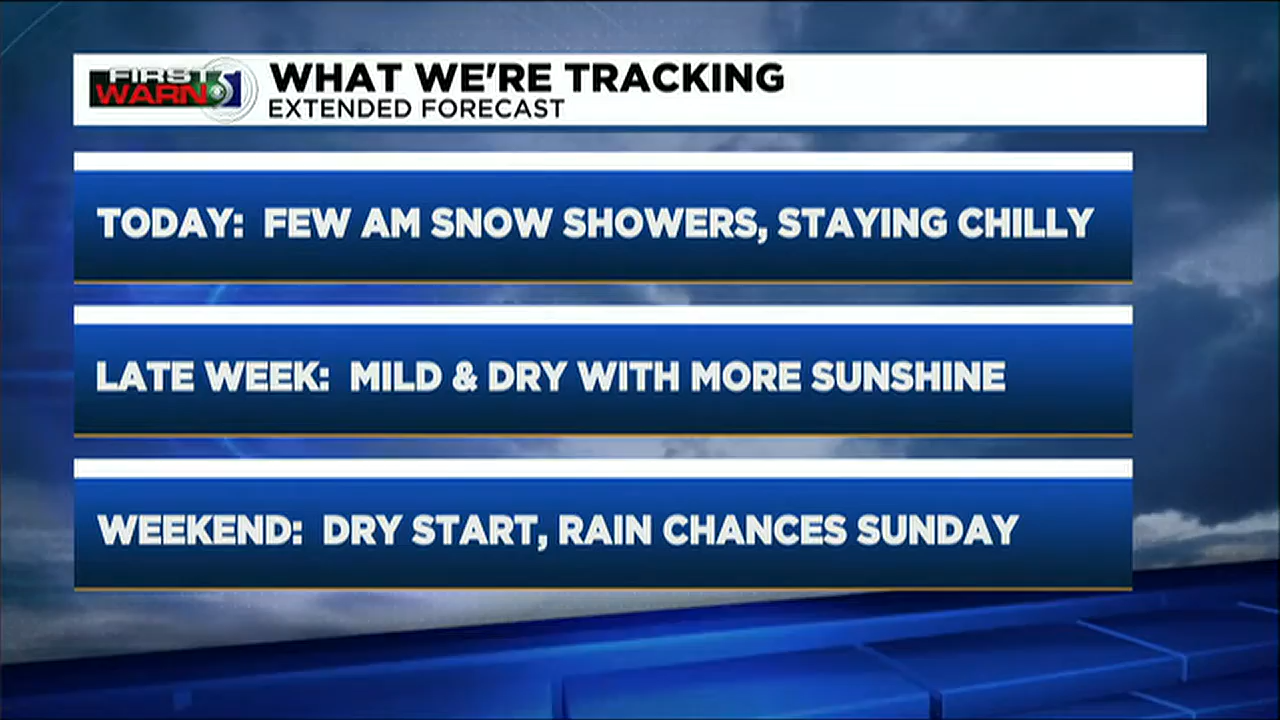 FIRST
WARN 5
WHAT WE'RE TRACKING
EXTENDED FORECAST
TODAY: FEW AM SNOW SHOWERS, STAYING CHILLY
LATE WEEK: MILD & DRY WITH MORE SUNSHINE
WEEKEND: DRY START, RAIN CHANCES SUNDAY